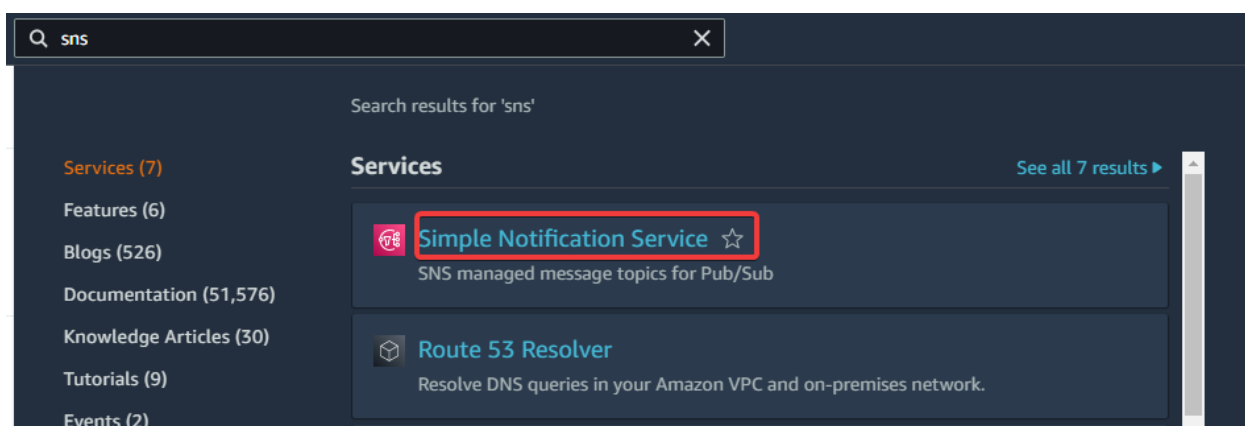 sns
Search results for 'sns'
Services (7)
Features (6)
Blogs (526)
Documentation (51,576)
Knowledge Articles (30)
Tutorials (9)
Events (2)
Services
See all 7 results
Simple Notification Service
SNS managed message topics for Pub/Sub
Route 53 Resolver
Resolve DNS queries in your Amazon VPC and on-premises network.